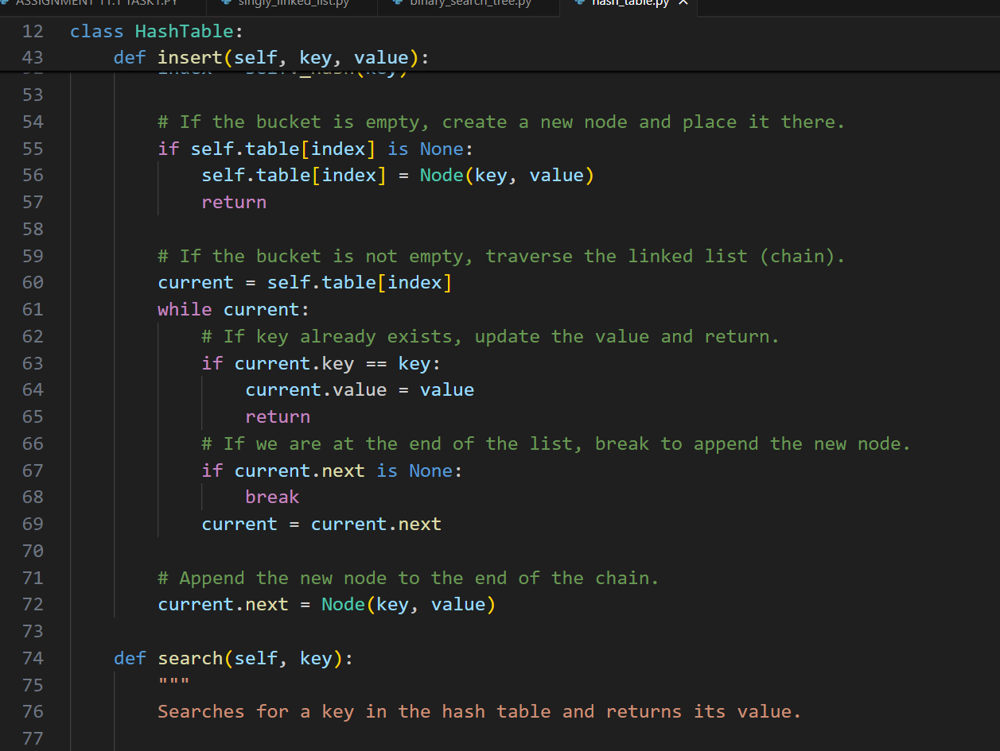 ASSIGNMENT 11.1 TASK1.PY singly_linked_list.py binary_search_tree.py hash_table.py ×
12 class HashTable:
43 def insert(self, key, value):
52 index = self._hash(key)
53
54 # If the bucket is empty, create a new node and place it there.
55 if self.table[index] is None:
56 self.table[index] = Node(key, value)
57 return
58
59 # If the bucket is not empty, traverse the linked list (chain).
60 current = self.table[index]
61 while current:
62 # If key already exists, update the value and return.
63 if current.key == key:
64 current.value = value
65 return
66 # If we are at the end of the list, break to append the new node.
67 if current.next is None:
68 break
69 current = current.next
70
71 # Append the new node to the end of the chain.
72 current.next = Node(key, value)
73
74 def search(self, key):
75 """
76 Searches for a key in the hash table and returns its value.
77